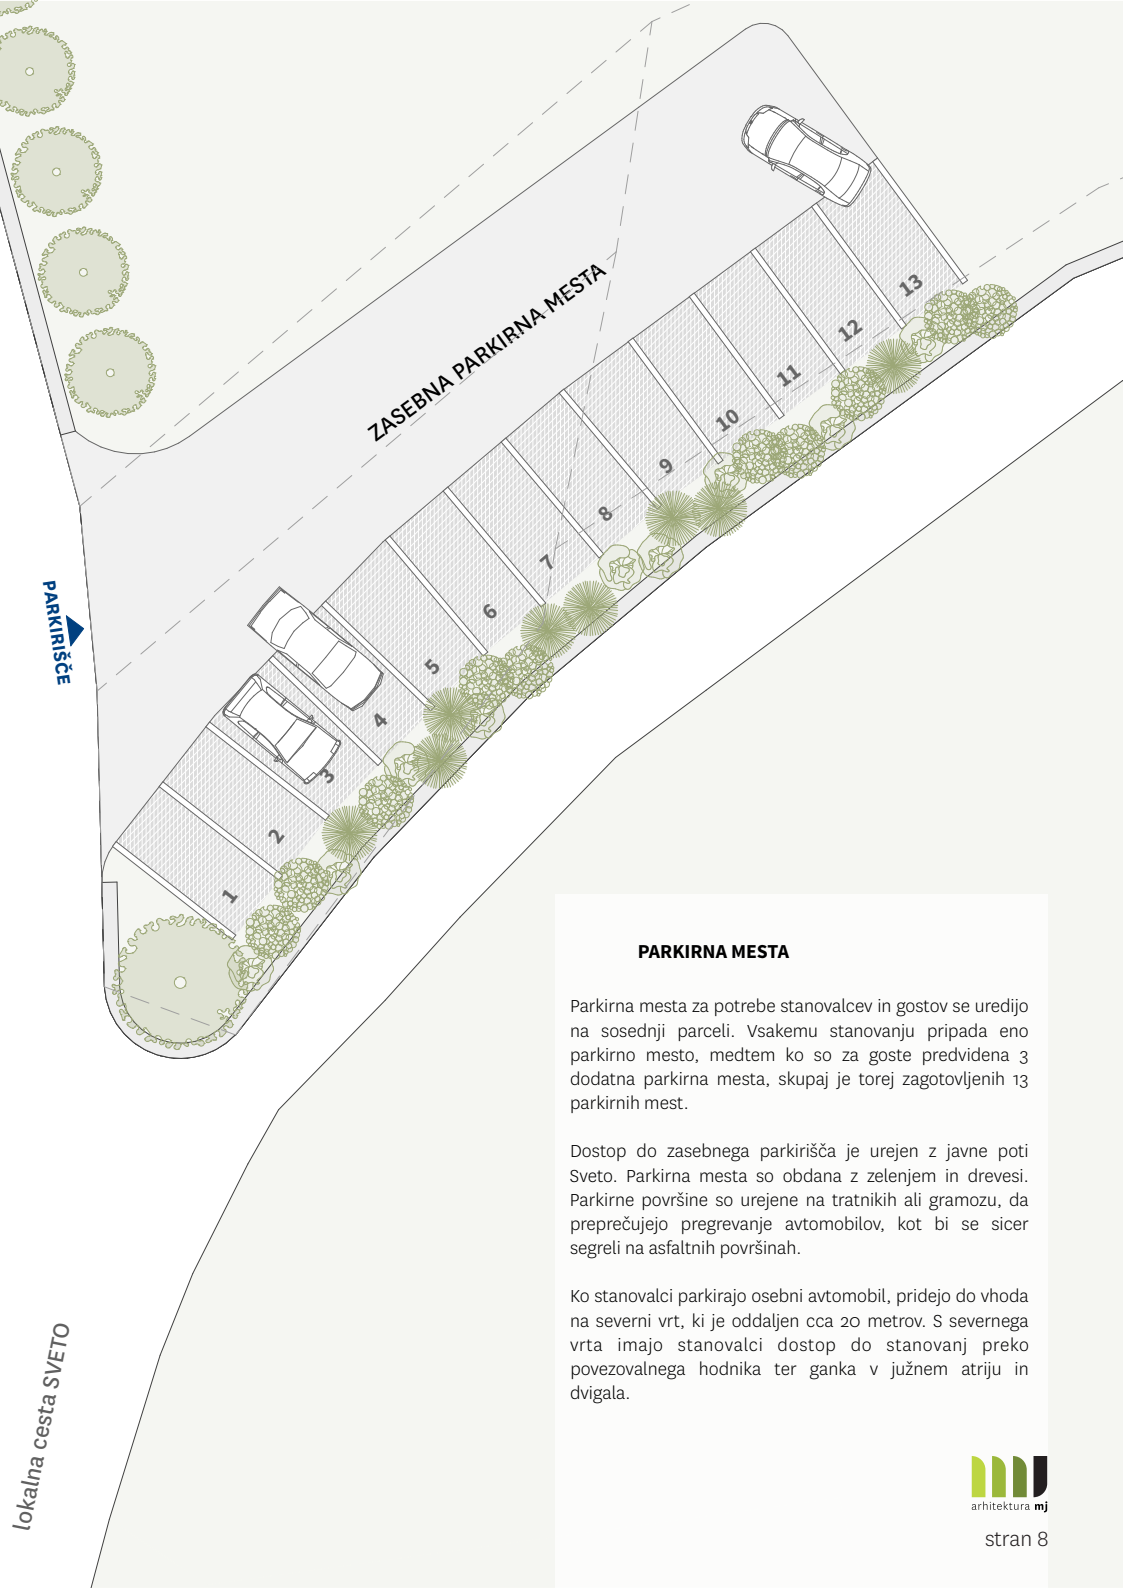 ZASEBNA PARKIRNA MESTA
13
12
11
10
9
8
7
6
5
4
3
2
1
PARKIRIŠČE
lokalna cesta SVETO
PARKIRNA MESTA
Parkirna mesta za potrebe stanovalcev in gostov se uredijo
na sosednji parceli. Vsakemu stanovanju pripada eno
parkirno mesto, medtem ko so za goste predvidena 3
dodatna parkirna mesta, skupaj je torej zagotovljenih 13
parkirnih mest.
Dostop do zasebnega parkirišča je urejen z javne poti
Sveto. Parkirna mesta so obdana z zelenjem in drevesi.
Parkirne površine so urejene na tratnikih ali gramozu, da
preprečujejo pregrevanje avtomobilov, kot bi se sicer
segreli na asfaltnih površinah.
Ko stanovalci parkirajo osebni avtomobil, pridejo do vhoda
na severni vrt, ki je oddaljen cca 20 metrov. S severnega
vrta imajo stanovalci dostop do stanovanj preko
povezovalnega hodnika ter ganka v južnem atriju in
dvigala.
mj
arhitektura mj
stran 8